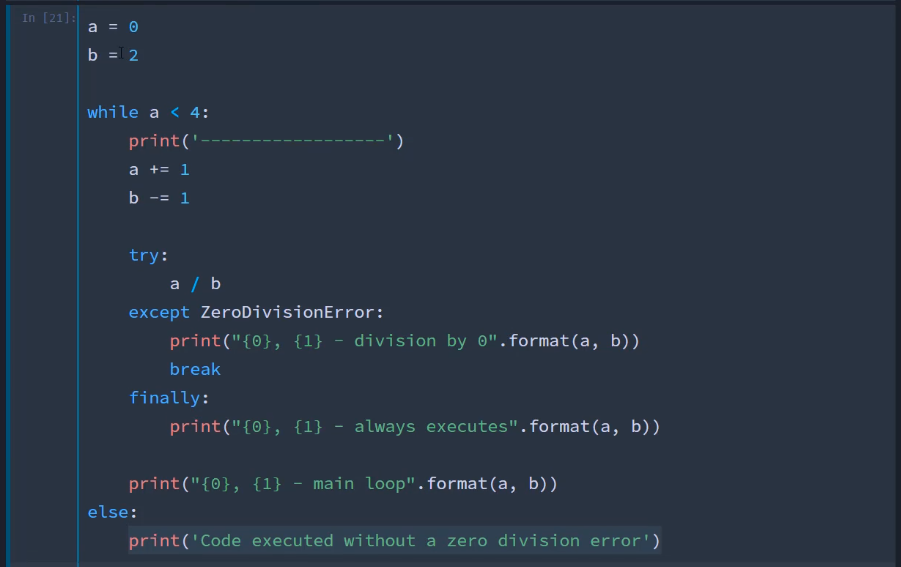 In [21]:
a = 0
b = 2
while a < 4:
    print('------------------')
    a += 1
    b -= 1
    try:
        a / b
    except ZeroDivisionError:
        print("{0}, {1} - division by 0".format(a, b))
        break
    finally:
        print("{0}, {1} - always executes".format(a, b))
    print("{0}, {1} - main loop".format(a, b))
else:
    print('Code executed without a zero division error')